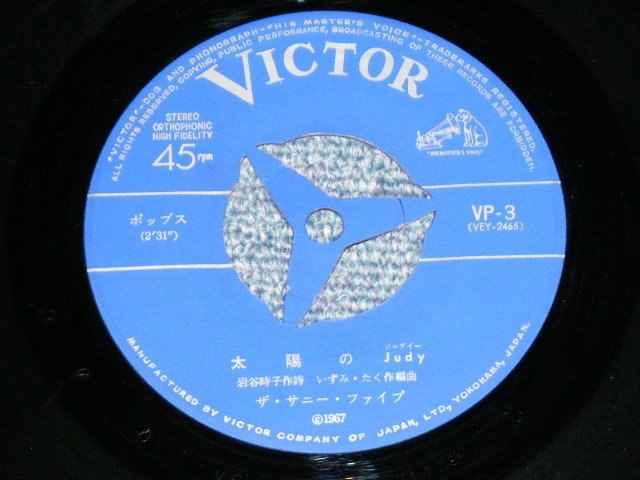 "VICTOR"-DOG AND PHONOGRAPH-"HIS MASTER'S VOICE"-TRADEMARKS REGISTERED.
ALL RIGHTS RESERVED, COPYING, PUBLIC PERFORMANCE, BROADCASTING OF THESE RECORDS ARE FORBIDDEN.
VICTOR
STEREO
ORTHOPHONIC
HIGH FIDELITY
45 rpm
"HIS MASTER'S VOICE"
ポップス
(2'31")
VP-3
(VEY-2465)
ジュディー
太陽の Judy
岩谷時子作詩 いずみ・たく作編曲
ザ・サニー・ファイブ
©1967
MANUFACTURED BY VICTOR COMPANY OF JAPAN, LTD., YOKOHAMA, JAPAN.